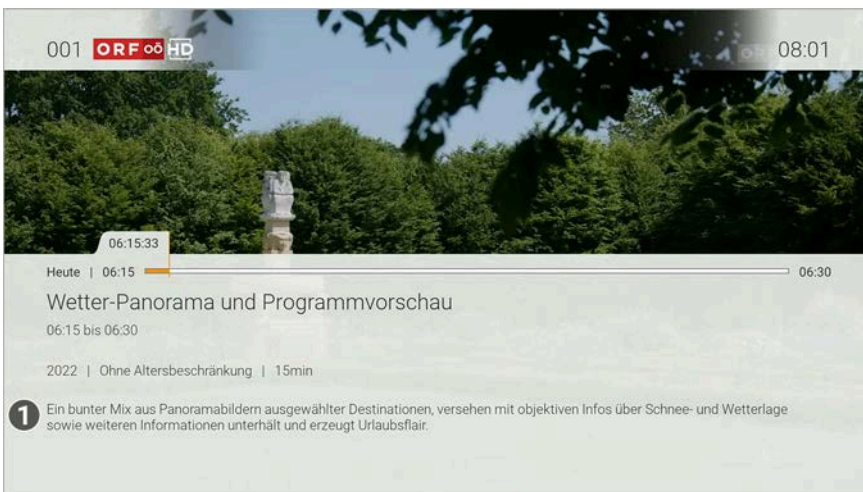 001 ORF oö HD 08:01
06:15:33
Heute | 06:15 06:30
Wetter-Panorama und Programmvorschau
06:15 bis 06:30
2022 | Ohne Altersbeschränkung | 15min
1 Ein bunter Mix aus Panoramabildern ausgewählter Destinationen, versehen mit objektiven Infos über Schnee- und Wetterlage
sowie weiteren Informationen unterhält und erzeugt Urlaubsflair.